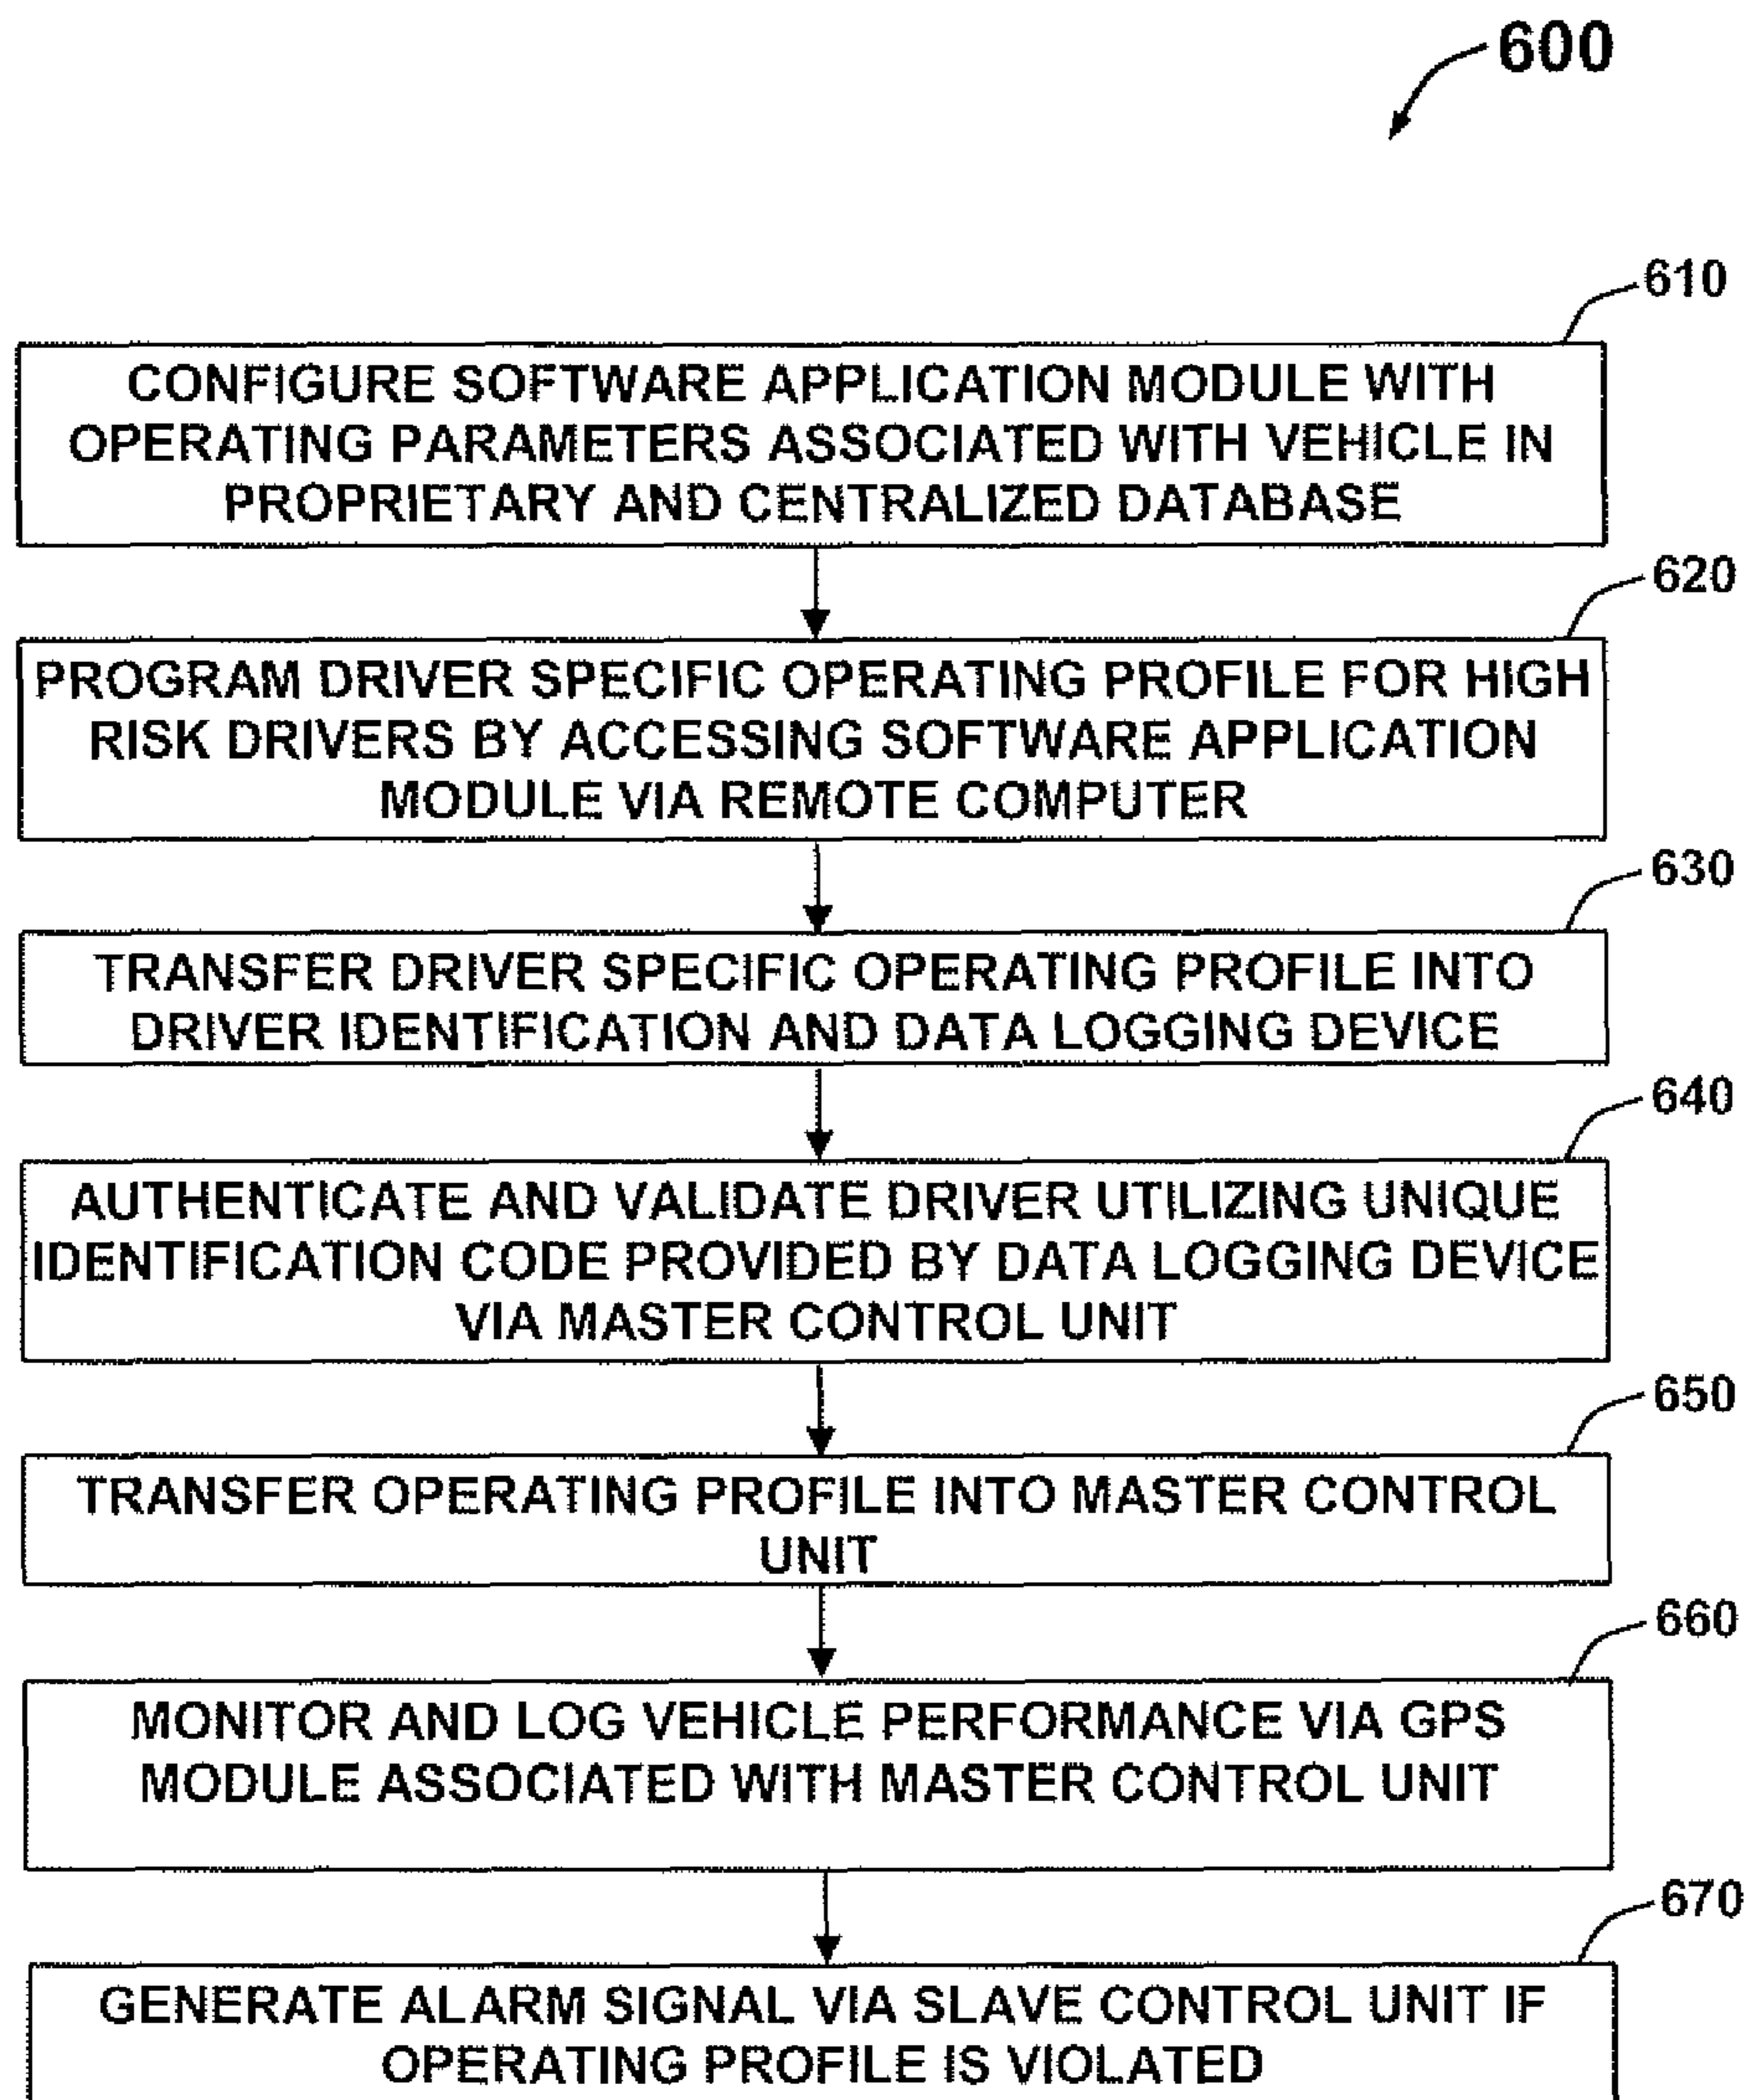 600
610
CONFIGURE SOFTWARE APPLICATION MODULE WITH
OPERATING PARAMETERS ASSOCIATED WITH VEHICLE IN
PROPRIETARY AND CENTRALIZED DATABASE
620
PROGRAM DRIVER SPECIFIC OPERATING PROFILE FOR HIGH
RISK DRIVERS BY ACCESSING SOFTWARE APPLICATION
MODULE VIA REMOTE COMPUTER
630
TRANSFER DRIVER SPECIFIC OPERATING PROFILE INTO
DRIVER IDENTIFICATION AND DATA LOGGING DEVICE
640
AUTHENTICATE AND VALIDATE DRIVER UTILIZING UNIQUE
IDENTIFICATION CODE PROVIDED BY DATA LOGGING DEVICE
VIA MASTER CONTROL UNIT
650
TRANSFER OPERATING PROFILE INTO MASTER CONTROL
UNIT
660
MONITOR AND LOG VEHICLE PERFORMANCE VIA GPS
MODULE ASSOCIATED WITH MASTER CONTROL UNIT
670
GENERATE ALARM SIGNAL VIA SLAVE CONTROL UNIT IF
OPERATING PROFILE IS VIOLATED